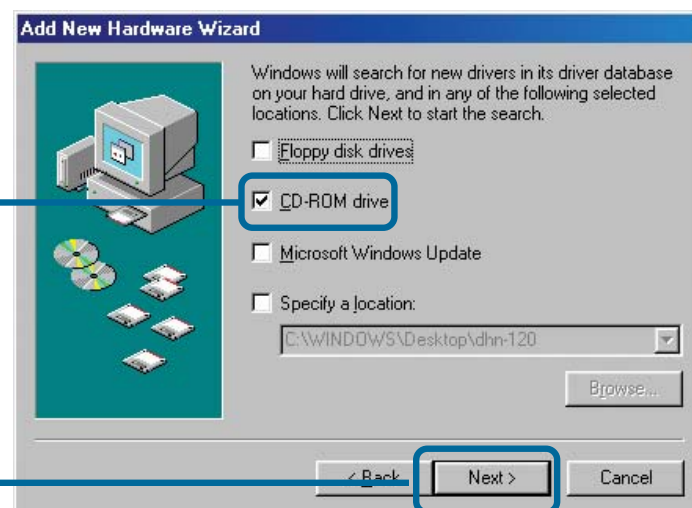 Add New Hardware Wizard
Windows will search for new drivers in its driver database
on your hard drive, and in any of the following selected
locations. Click Next to start the search.
Floppy disk drives
CD-ROM drive
Microsoft Windows Update
Specify a location:
C:\WINDOWS\Desktop\dhn-120
Browse...
< Back
Next >
Cancel